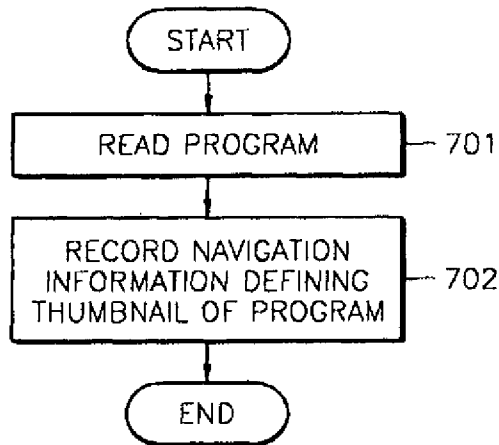 START
READ PROGRAM
701
RECORD NAVIGATION
INFORMATION DEFINING
THUMBNAIL OF PROGRAM
702
END